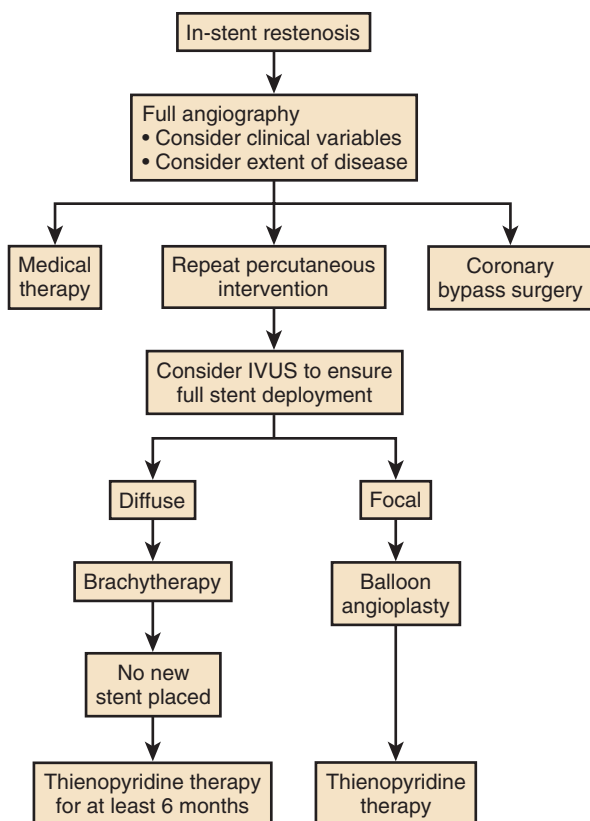 In-stent restenosis
Full angiography
• Consider clinical variables
• Consider extent of disease
Medical
therapy
Repeat percutaneous
intervention
Coronary
bypass surgery
Consider IVUS to ensure
full stent deployment
Diffuse
Focal
Brachytherapy
Balloon
angioplasty
No new
stent placed
Thienopyridine therapy
for at least 6 months
Thienopyridine
therapy